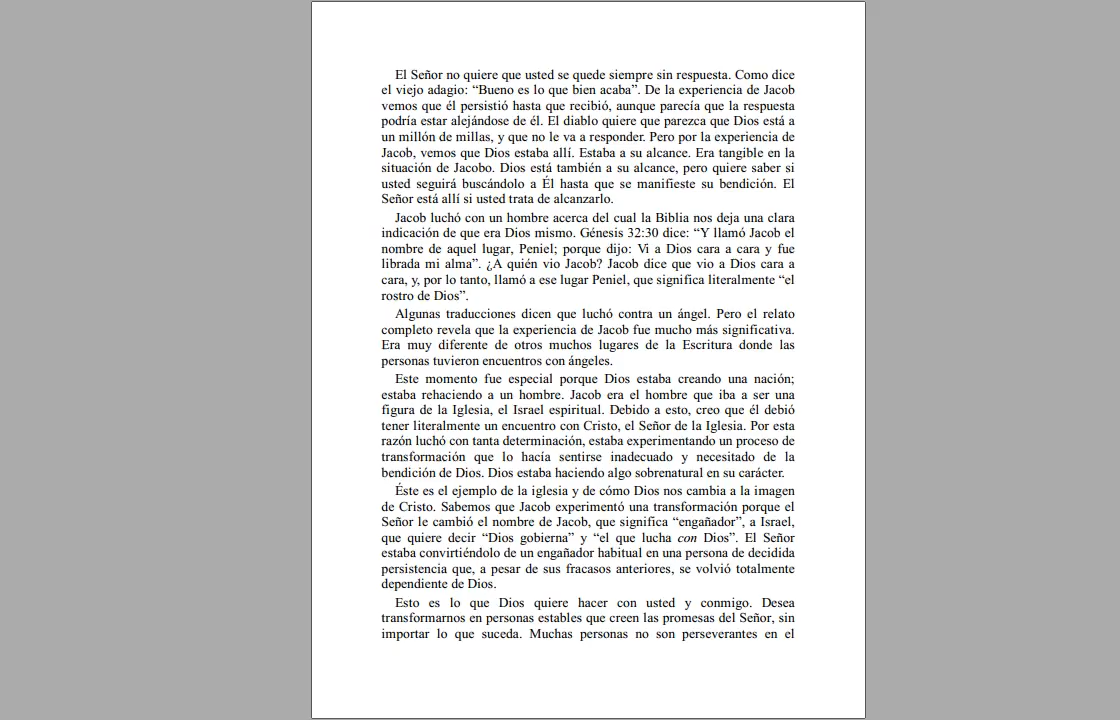 El Señor no quiere que usted se quede siempre sin respuesta. Como dice
el viejo adagio: “Bueno es lo que bien acaba”. De la experiencia de Jacob
vemos que él persistió hasta que recibió, aunque parecía que la respuesta
podría estar alejándose de él. El diablo quiere que parezca que Dios está a
un millón de millas, y que no le va a responder. Pero por la experiencia de
Jacob, vemos que Dios estaba allí. Estaba a su alcance. Era tangible en la
situación de Jacobo. Dios está también a su alcance, pero quiere saber si
usted seguirá buscándolo a Él hasta que se manifieste su bendición. El
Señor está allí si usted trata de alcanzarlo.
Jacob luchó con un hombre acerca del cual la Biblia nos deja una clara
indicación de que era Dios mismo. Génesis 32:30 dice: “Y llamó Jacob el
nombre de aquel lugar, Peniel; porque dijo: Vi a Dios cara a cara y fue
librada mi alma”. ¿A quién vio Jacob? Jacob dice que vio a Dios cara a
cara, y, por lo tanto, llamó a ese lugar Peniel, que significa literalmente “el
rostro de Dios”.
Algunas traducciones dicen que luchó contra un ángel. Pero el relato
completo revela que la experiencia de Jacob fue mucho más significativa.
Era muy diferente de otros muchos lugares de la Escritura donde las
personas tuvieron encuentros con ángeles.
Este momento fue especial porque Dios estaba creando una nación;
estaba rehaciendo a un hombre. Jacob era el hombre que iba a ser una
figura de la Iglesia, el Israel espiritual. Debido a esto, creo que él debió
tener literalmente un encuentro con Cristo, el Señor de la Iglesia. Por esta
razón luchó con tanta determinación, estaba experimentando un proceso de
transformación que lo hacía sentirse inadecuado y necesitado de la
bendición de Dios. Dios estaba haciendo algo sobrenatural en su carácter.
Éste es el ejemplo de la iglesia y de cómo Dios nos cambia a la imagen
de Cristo. Sabemos que Jacob experimentó una transformación porque el
Señor le cambió el nombre de Jacob, que significa “engañador”, a Israel,
que quiere decir “Dios gobierna” y “el que lucha con Dios”. El Señor
estaba convirtiéndolo de un engañador habitual en una persona de decidida
persistencia que, a pesar de sus fracasos anteriores, se volvió totalmente
dependiente de Dios.
Esto es lo que Dios quiere hacer con usted y conmigo. Desea
transformarnos en personas estables que creen las promesas del Señor, sin
importar lo que suceda. Muchas personas no son perseverantes en el